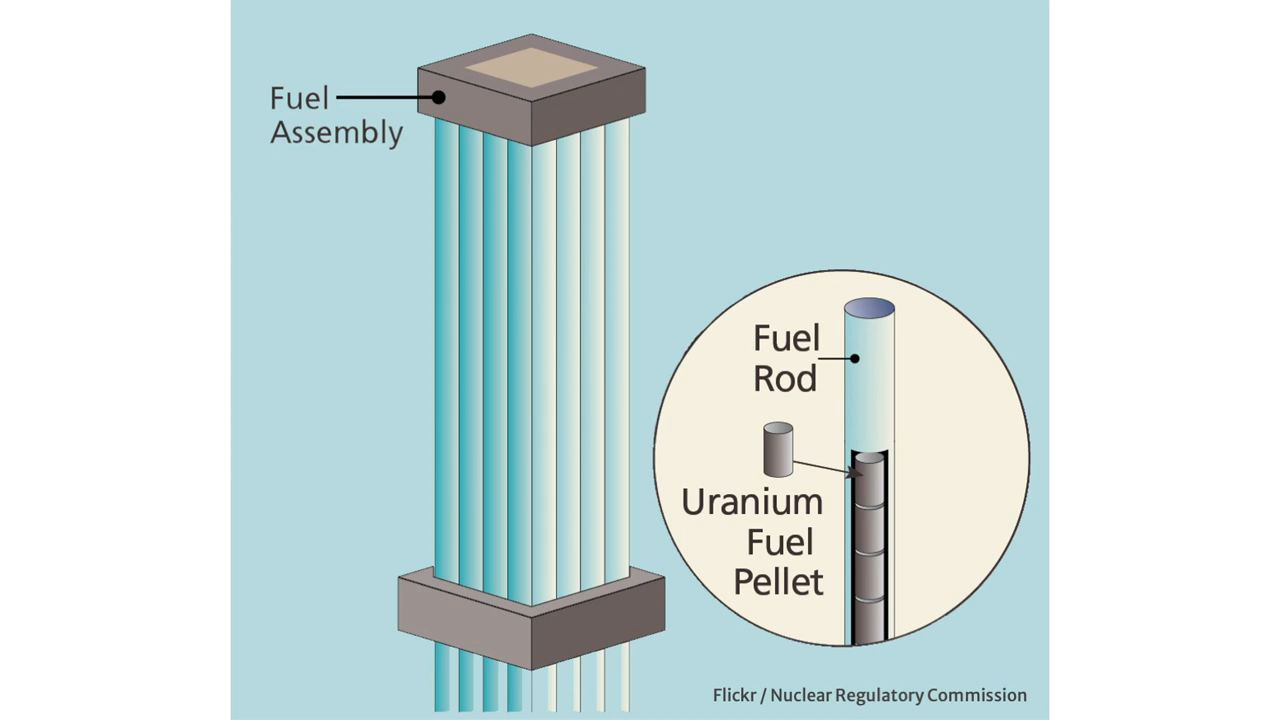 Fuel
Assembly
Fuel
Rod
Uranium
Fuel
Pellet
Flickr / Nuclear Regulatory Commission